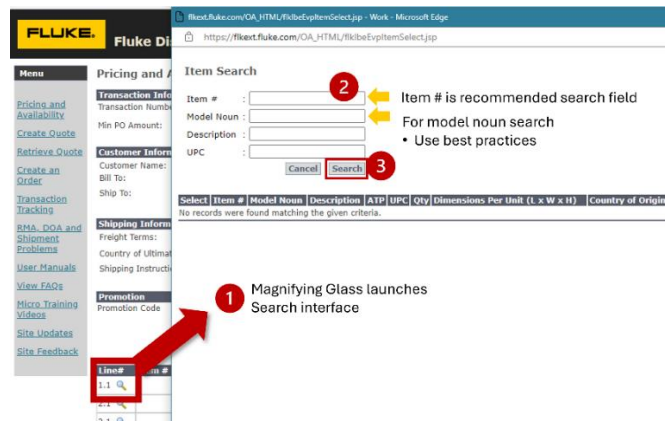 FLUKE®
Fluke Di
Menu
Pricing and Availability
Create Quote
Retrieve Quote
Create an Order
Transaction Tracking
RMA, DOA and Shipment Problems
User Manuals
View FAQs
Micro Training Videos
Site Updates
Site Feedback
Pricing and A
Transaction Info
Transaction Numbe
Min PO Amount:
Customer Inform
Customer Name:
Bill To:
Ship To:
Shipping Inform
Freight Terms:
Country of Ultimat
Shipping Instructi
Promotion
Promotion Code
Line# Item #
1.1
2.1
3.1
flkext.fluke.com/OA_HTML/flkIbeEvpItemSelect.jsp - Work - Microsoft Edge
https://flkext.fluke.com/OA_HTML/flkIbeEvpItemSelect.jsp
Item Search
2
Item # :
Item # is recommended search field
Model Noun :
For model noun search
Description :
• Use best practices
UPC :
Cancel Search
3
Select Item # Model Noun Description ATP UPC Qty Dimensions Per Unit (L x W x H) Country of Origin
No records were found matching the given criteria.
1
Magnifying Glass launches
Search interface